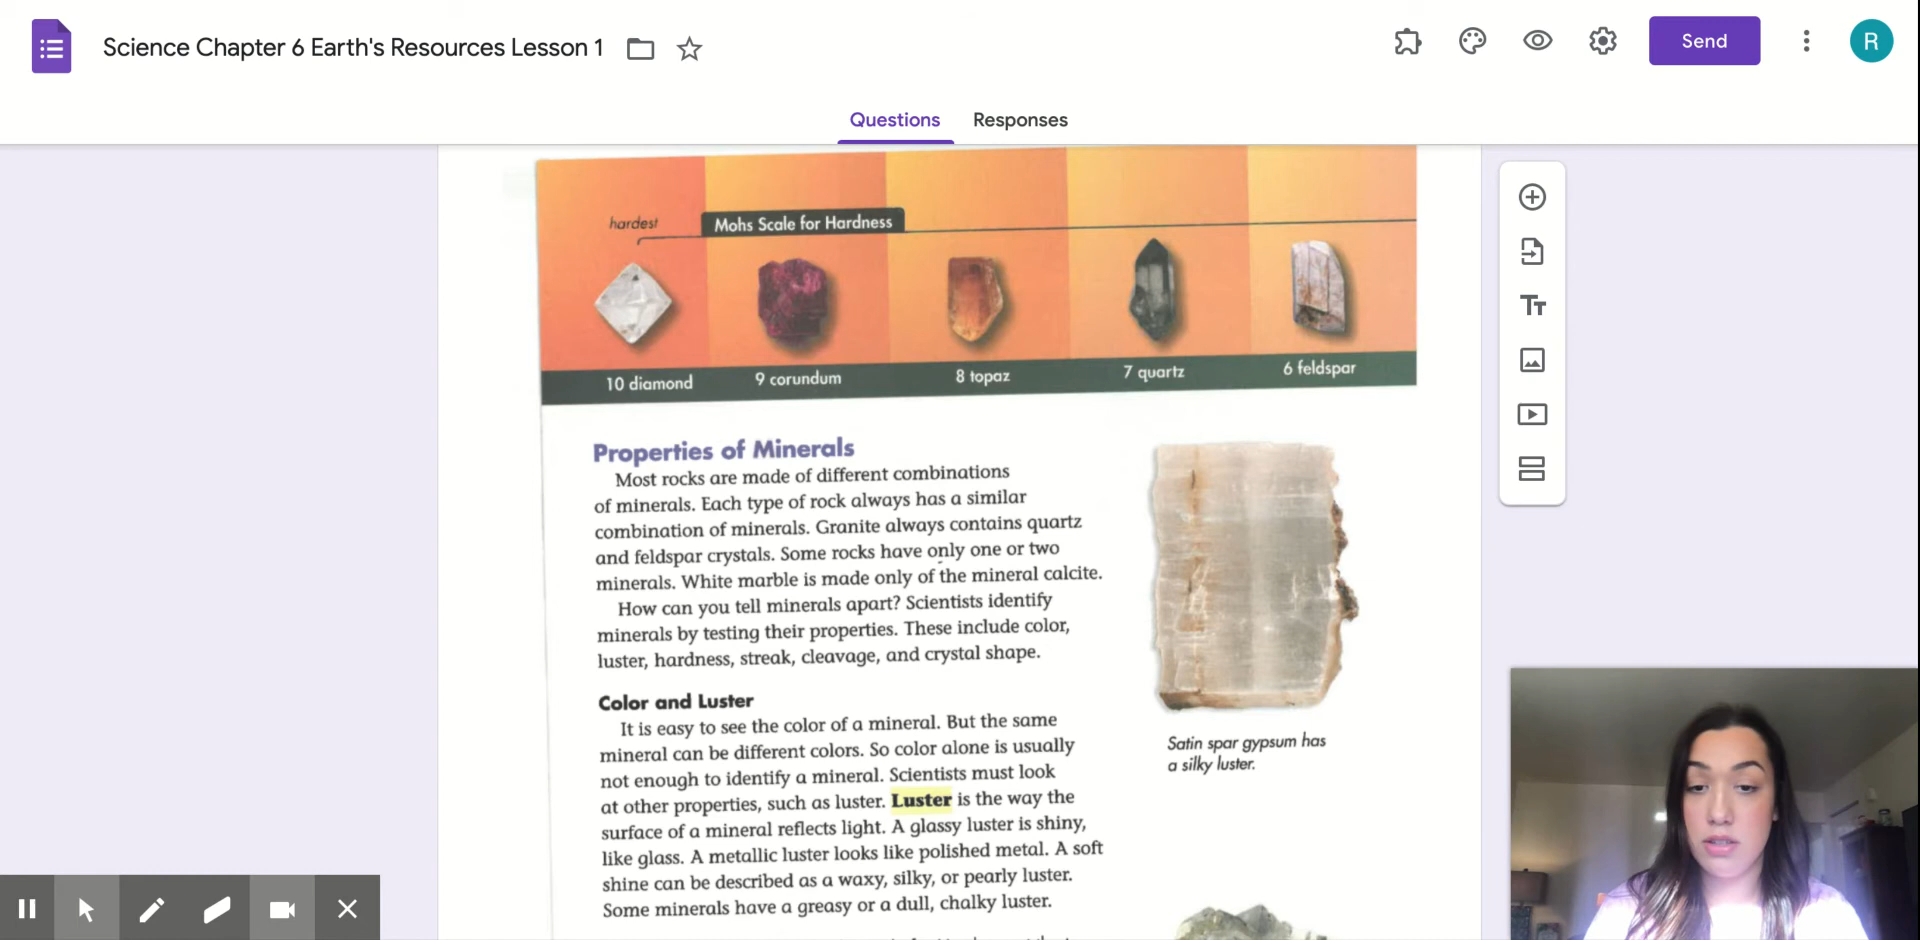 Science Chapter 6 Earth's Resources Lesson 1
Send
R
Questions
Responses
hardest
Mohs Scale for Hardness
10 diamond
9 corundum
8 topaz
7 quartz
6 feldspar
Properties of Minerals
Most rocks are made of different combinations
of minerals. Each type of rock always has a similar
combination of minerals. Granite always contains quartz
and feldspar crystals. Some rocks have only one or two
minerals. White marble is made only of the mineral calcite.
How can you tell minerals apart? Scientists identify
minerals by testing their properties. These include color,
luster, hardness, streak, cleavage, and crystal shape.
Color and Luster
It is easy to see the color of a mineral. But the same
mineral can be different colors. So color alone is usually
not enough to identify a mineral. Scientists must look
at other properties, such as luster. Luster is the way the
surface of a mineral reflects light. A glassy luster is shiny,
like glass. A metallic luster looks like polished metal. A soft
shine can be described as a waxy, silky, or pearly luster.
Some minerals have a greasy or a dull, chalky luster.
Satin spar gypsum has
a silky luster.
Tт